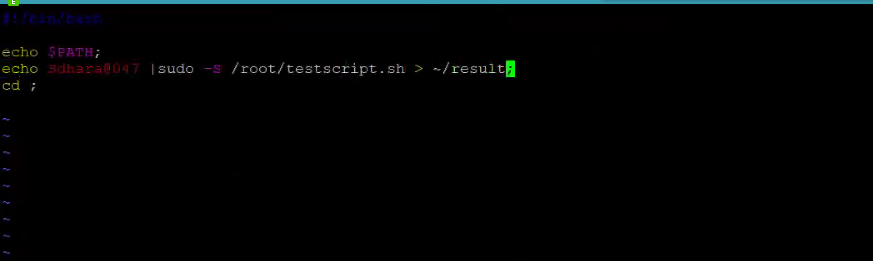 #!/bin/bash
echo $PATH;
echo Sdhara@047 |sudo -S /root/testscript.sh > ~/result;
cd ;
~
~
~
~
~
~
~
~
~